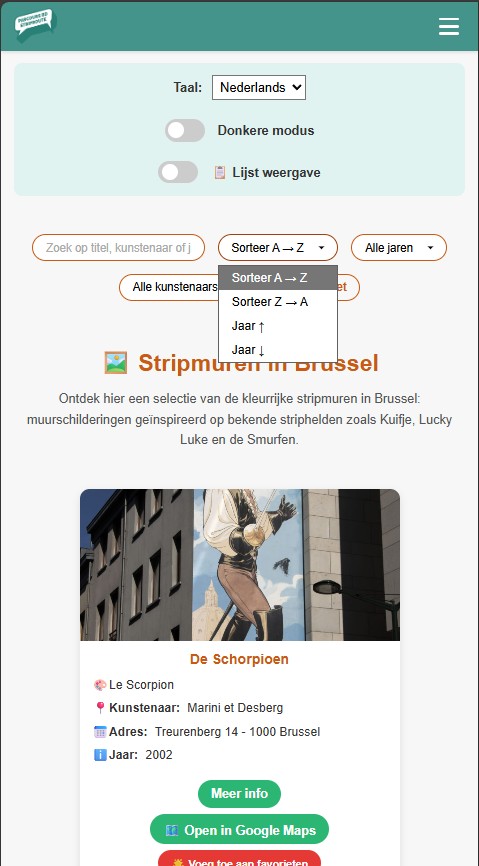 PARCOURS BD
STRIPROUTE
Taal: Nederlands
Donkere modus
Lijst weergave
Zoek op titel, kunstenaar of j
Sorteer A → Z
Alle jaren
Sorteer A → Z
Sorteer Z → A
Jaar ↑
Jaar ↓
Alle kunstenaars
et
Stripmuren in Brussel
Ontdek hier een selectie van de kleurrijke stripmuren in Brussel:
muurschilderingen geïnspireerd op bekende striphelden zoals Kuifje, Lucky
Luke en de Smurfen.
De Schorpioen
Le Scorpion
Kunstenaar: Marini et Desberg
Adres: Treurenberg 14 - 1000 Brussel
Jaar: 2002
Meer info
Open in Google Maps
Voeg toe aan favorieten